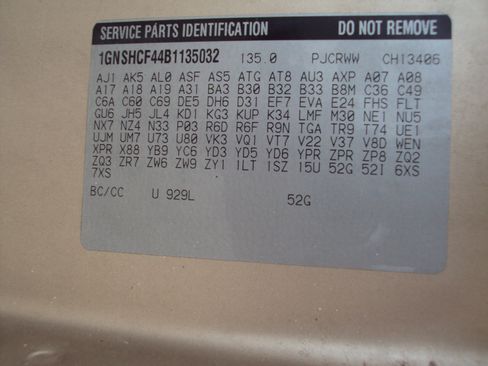 SERVICE PARTS IDENTIFICATION DO NOT REMOVE
1GNSHCF44B1135032 135.0 PJCRWW CH13406
AJ1 AK5 AL0 ASF AS5 ATG AT8 AU3 AXP A07 A08
A17 A18 A19 A31 BA3 B30 B32 B33 B8M C36 C49
C6A C60 C69 DE5 DH6 D31 EF7 EVA E24 FHS FLT
GU6 JH5 JL4 KD1 KG3 KUP K34 LMF M30 NE1 NU5
NX7 NZ4 N33 P03 R6D R6F R9N TGA TR9 T74 UE1
UJM UM7 U73 U80 VK3 VQ1 VT7 V22 V37 V8D WEN
XPR X88 YB9 YC6 YD3 YD5 YD6 YPR ZPR ZP8 ZQ2
ZQ3 ZR7 ZW6 ZW9 ZY1 1LT 1SZ 15U 52G 52I 6XS
7XS
BC/CC U 929L 52G